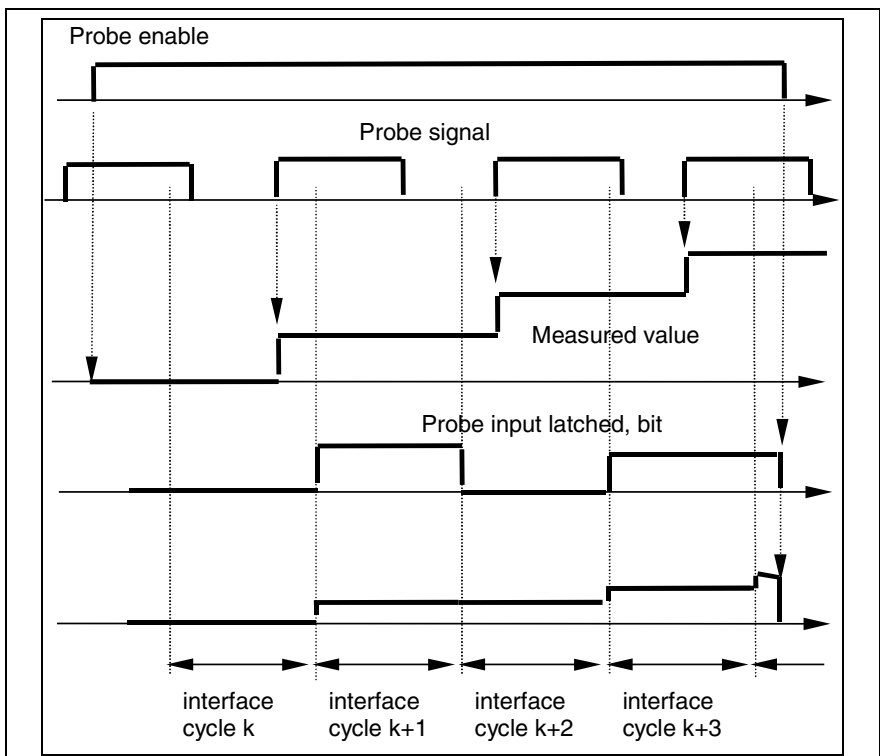 Probe enable
Probe signal
Measured value
Probe input latched, bit
interface
cycle k
interface
cycle k+1
interface
cycle k+2
interface
cycle k+3